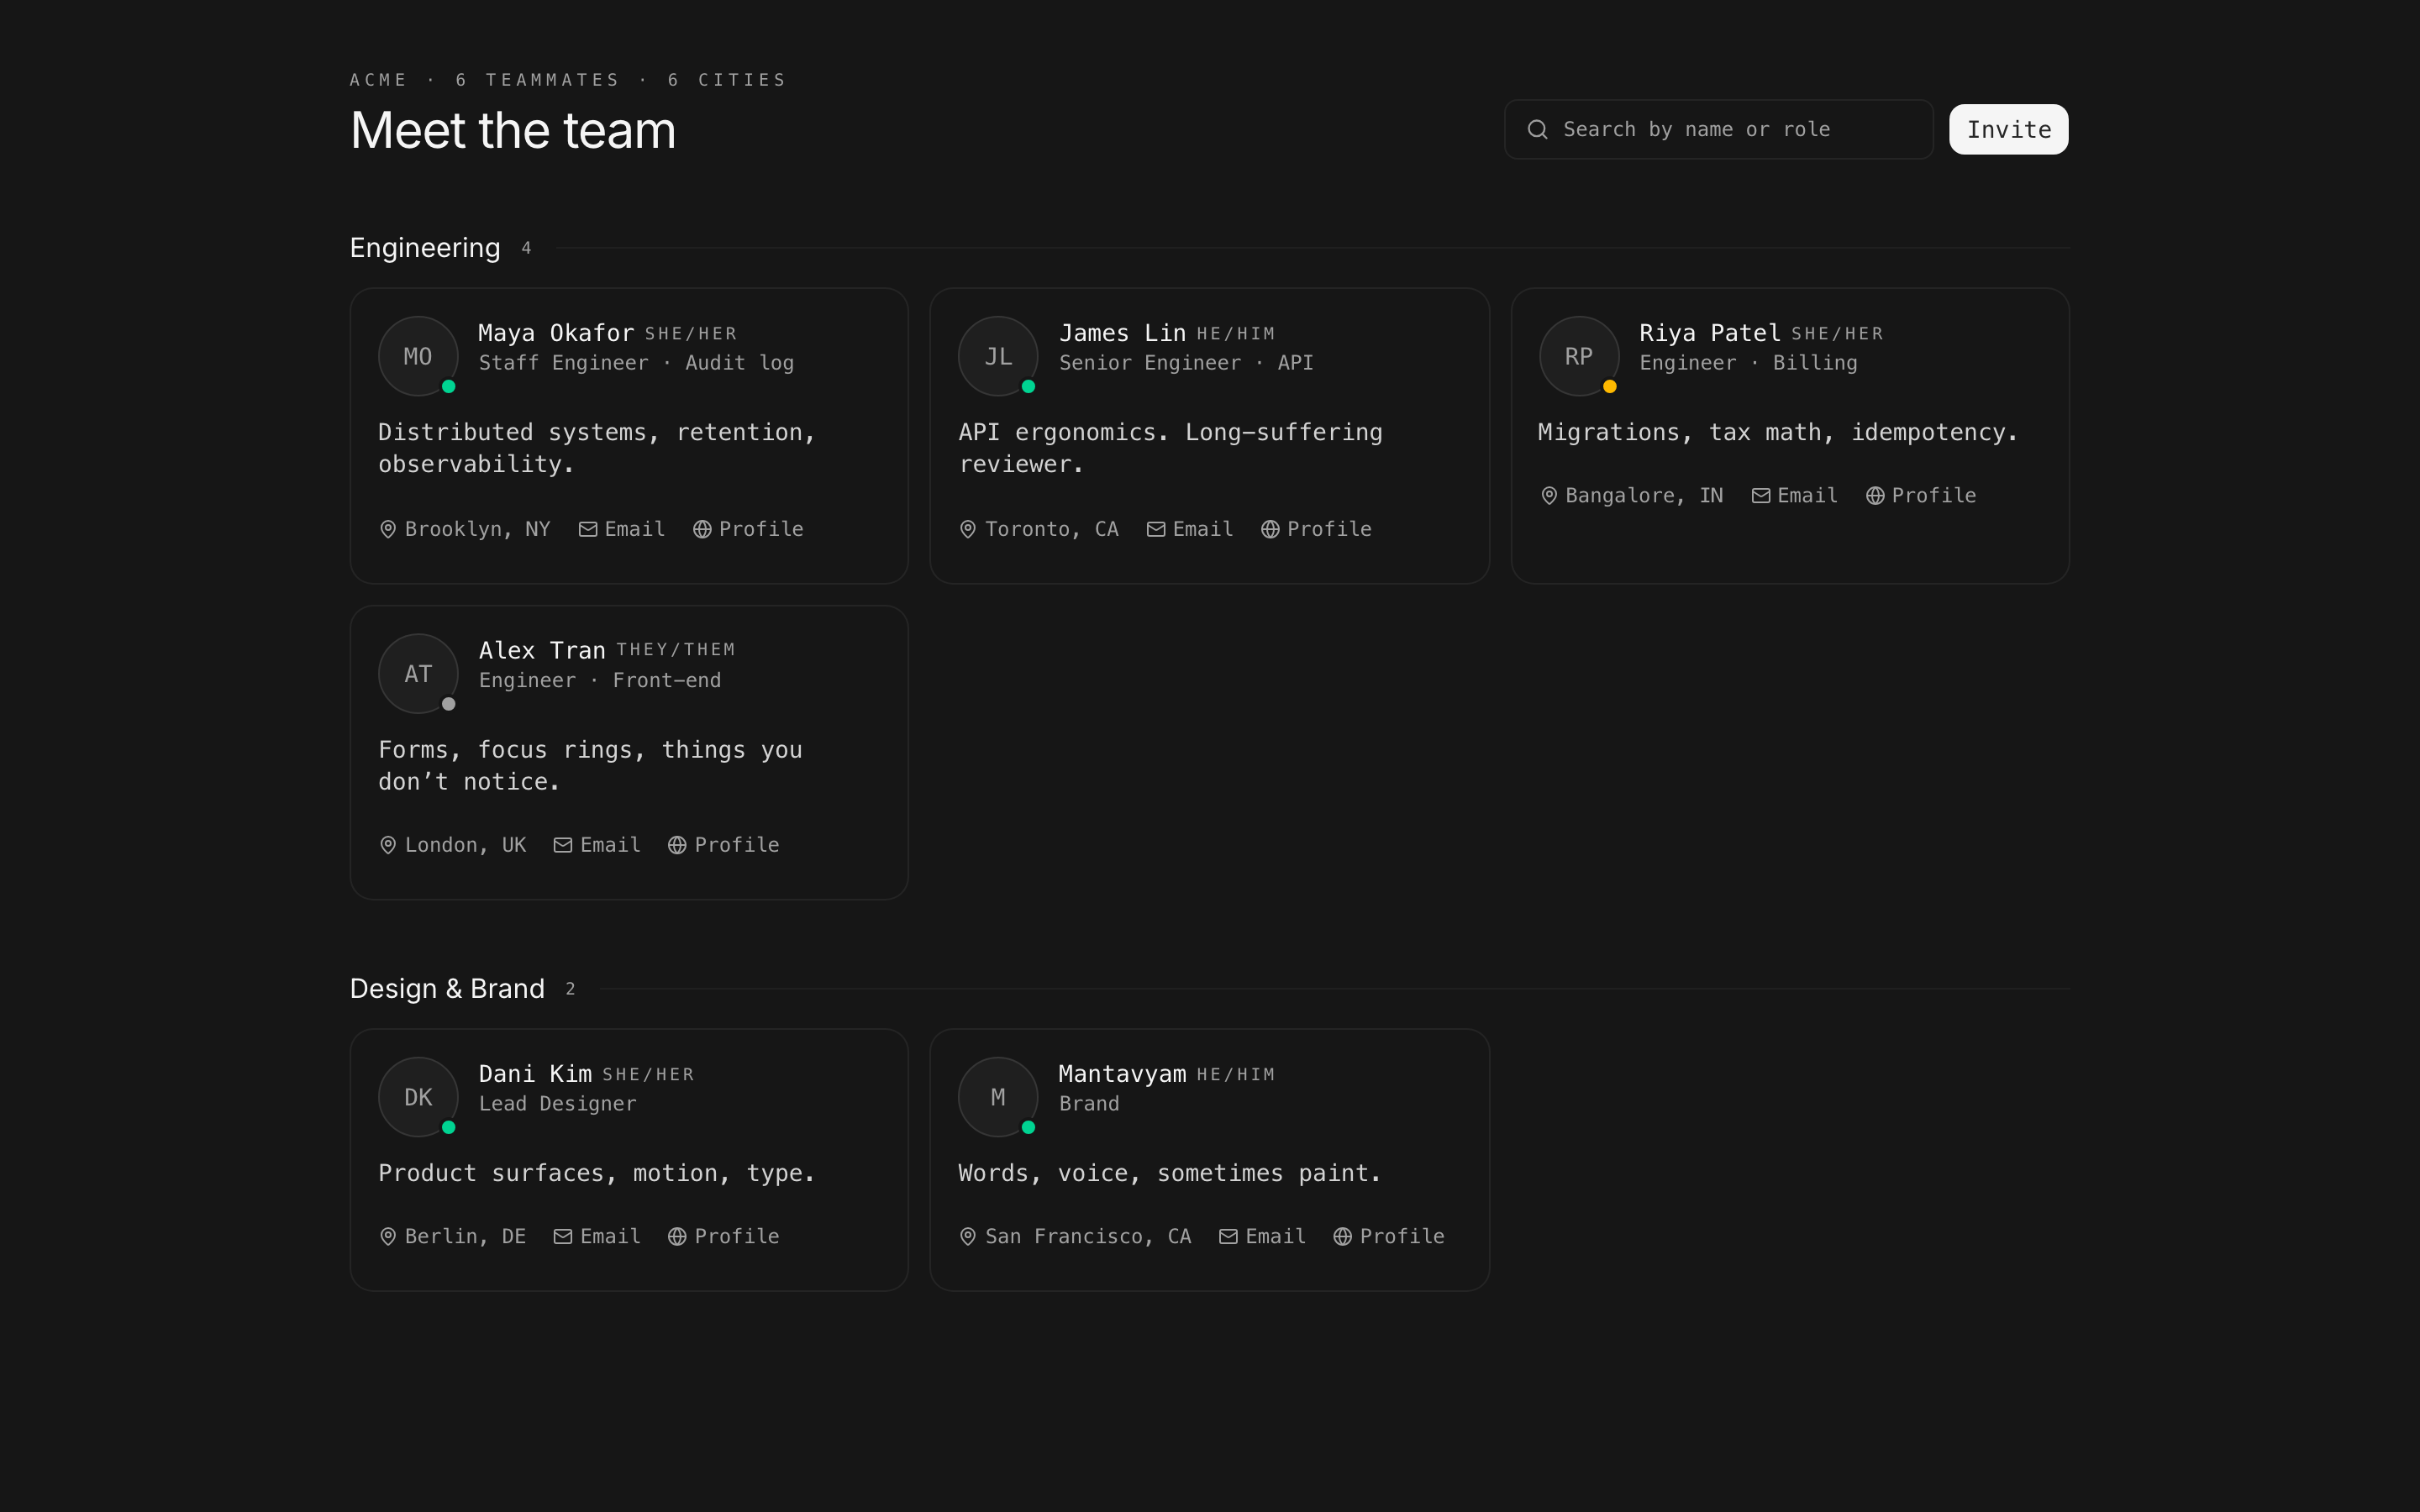 ACME · 6 TEAMMATES · 6 CITIES
Meet the team
Search by name or role
Invite
Engineering 4
MO
Maya Okafor SHE/HER
Staff Engineer · Audit log
Distributed systems, retention,
observability.
Brooklyn, NY Email Profile
JL
James Lin HE/HIM
Senior Engineer · API
API ergonomics. Long-suffering
reviewer.
Toronto, CA Email Profile
RP
Riya Patel SHE/HER
Engineer · Billing
Migrations, tax math, idempotency.
Bangalore, IN Email Profile
AT
Alex Tran THEY/THEM
Engineer · Front-end
Forms, focus rings, things you
don’t notice.
London, UK Email Profile
Design & Brand 2
DK
Dani Kim SHE/HER
Lead Designer
Product surfaces, motion, type.
Berlin, DE Email Profile
M
Mantavyam HE/HIM
Brand
Words, voice, sometimes paint.
San Francisco, CA Email Profile